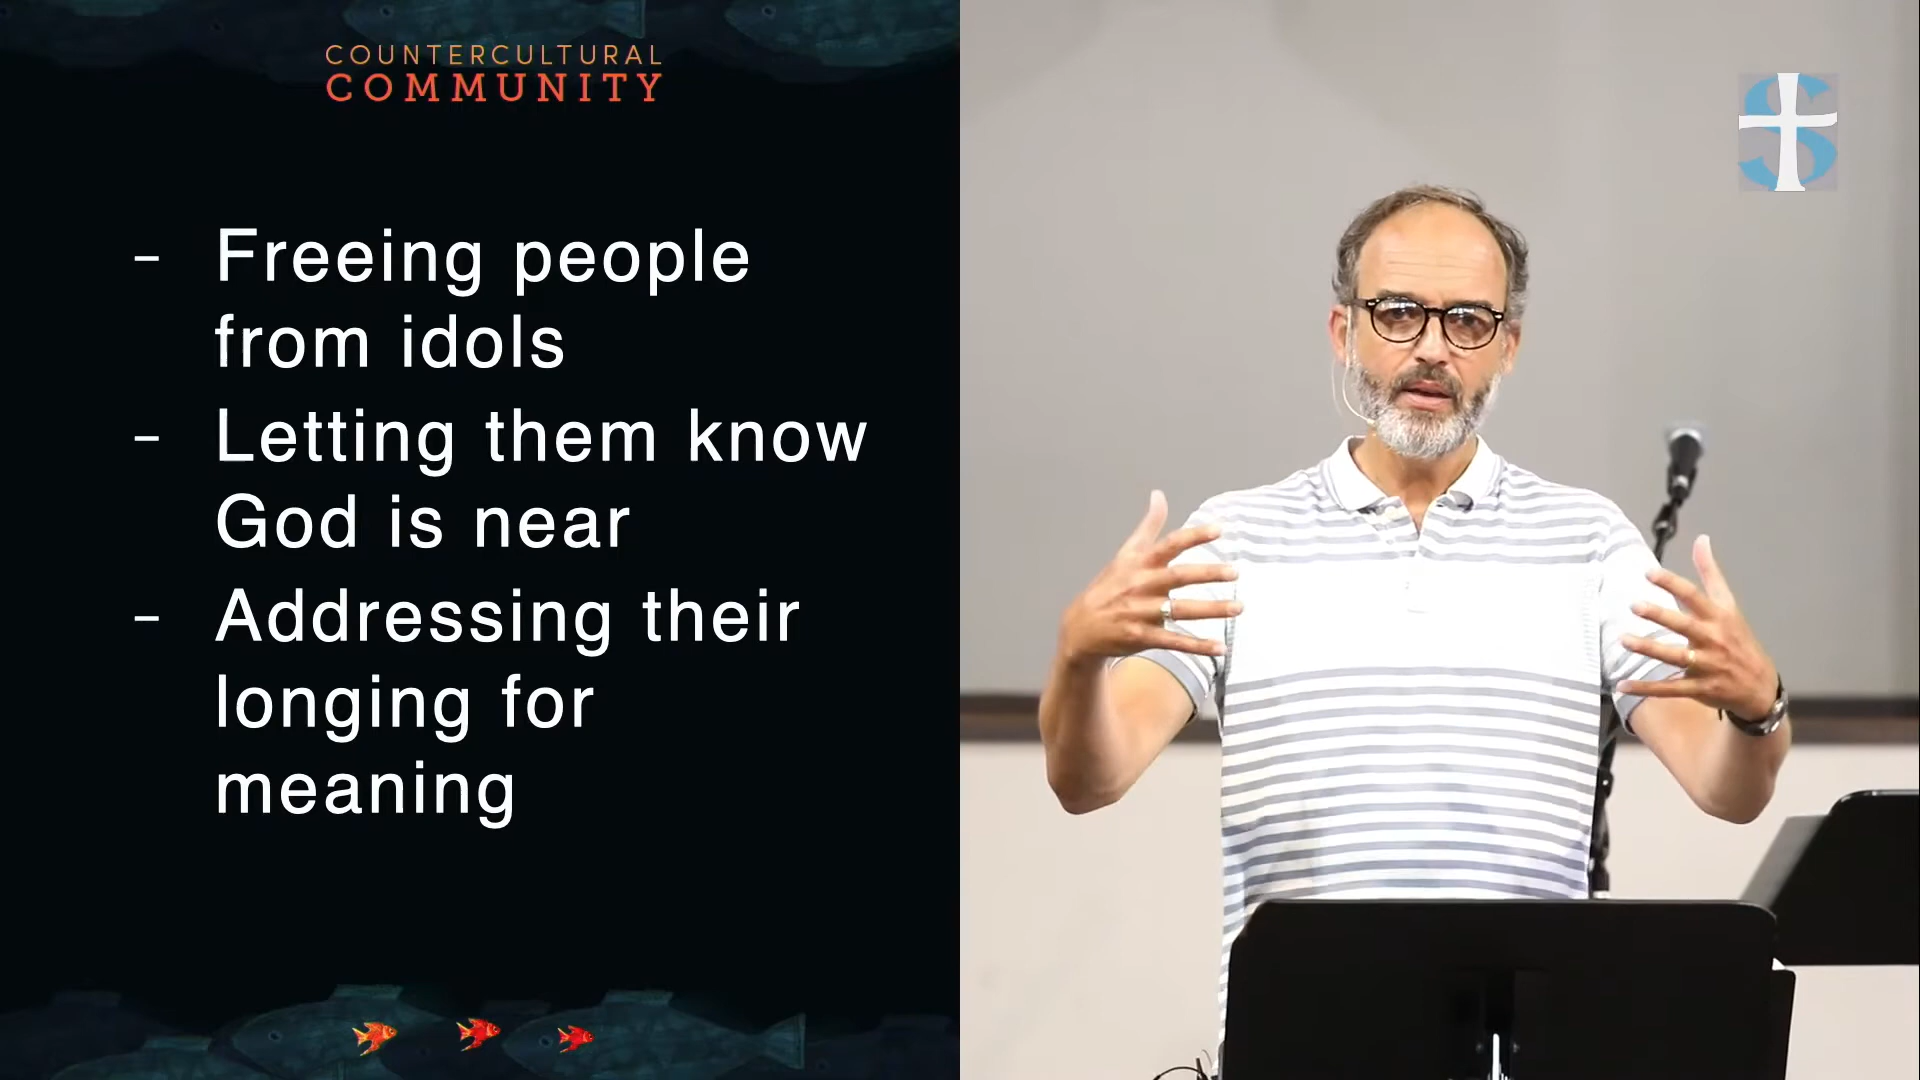 COUNTERCULTURAL
COMMUNITY
- Freeing people
from idols
- Letting them know
God is near
- Addressing their
longing for
meaning
S